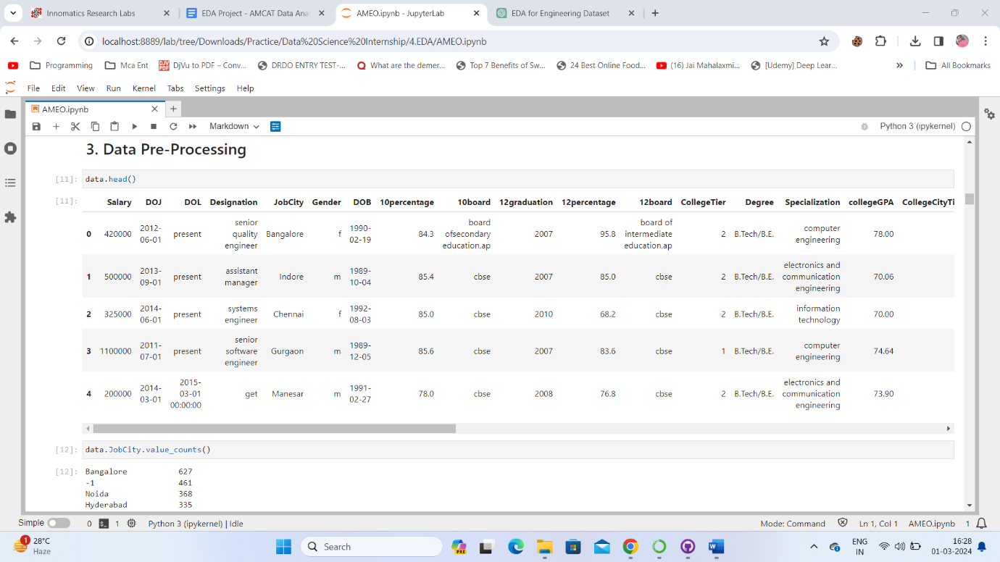 Innomatics Research Labs
EDA Project - AMCAT Data Anal
AMEO.ipynb - JupyterLab
EDA for Engineering Dataset
localhost:8889/lab/tree/Downloads/Practice/Data%20Science%20Internship/4.EDA/AMEO.ipynb
Programming
Mca Ent
DJVU PDF
DjVu to PDF – Conv...
DRDO ENTRY TEST-...
What are the demer...
Top 7 Benefits of Sw...
24 Best Online Food...
(16) Jai Mahalaxmi...
[Udemy] Deep Lear...
All Bookmarks
File Edit View Run Kernel Tabs Settings Help
AMEO.ipynb
Markdown
Python 3 (ipykernel)
3. Data Pre-Processing
[11]: data.head()
[11]: Salary DOJ DOL Designation JobCity Gender DOB 10percentage 10board 12graduation 12percentage 12board CollegeTier Degree Specialization collegeGPA CollegeCityTi
0 420000 2012-06-01 present senior quality engineer Bangalore f 1990-02-19 84.3 board ofsecondary education,ap 2007 95.8 board of intermediate education,ap 2 B.Tech/B.E. computer engineering 78.00
1 500000 2013-09-01 present assistant manager Indore m 1989-10-04 85.4 cbse 2007 85.0 cbse 2 B.Tech/B.E. electronics and communication engineering 70.06
2 325000 2014-06-01 present systems engineer Chennai f 1992-08-03 85.0 cbse 2010 68.2 cbse 2 B.Tech/B.E. information technology 70.00
3 1100000 2011-07-01 present senior software engineer Gurgaon m 1989-12-05 85.6 cbse 2007 83.6 cbse 1 B.Tech/B.E. computer engineering 74.64
4 200000 2014-03-01 2015-03-01 00:00:00 get Manesar m 1991-02-27 78.0 cbse 2008 76.8 cbse 2 B.Tech/B.E. electronics and communication engineering 73.90
[12]: data.JobCity.value_counts()
[12]: Bangalore 627
-1 461
Noida 368
Hyderabad 335
Simple 0 1 Python 3 (ipykernel) | Idle
Mode: Command Ln 1, Col 1 AMEO.ipynb 1
1
28°C
Haze
Search
PRE
ENG
IN
16:28
01-03-2024